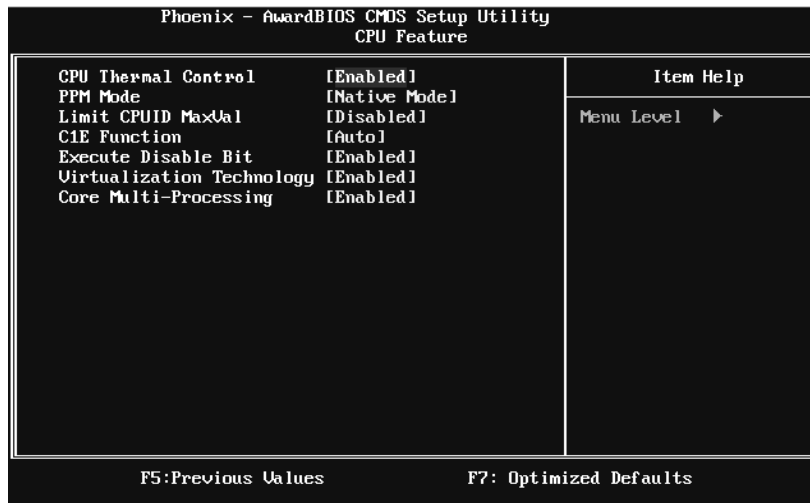 Phoenix - AwardBIOS CMOS Setup Utility
CPU Feature
CPU Thermal Control [Enabled]
PPM Mode [Native Mode]
Limit CPUID MaxVal [Disabled]
C1E Function [Auto]
Execute Disable Bit [Enabled]
Virtualization Technology [Enabled]
Core Multi-Processing [Enabled]
Item Help
Menu Level
F5:Previous Values F7: Optimized Defaults